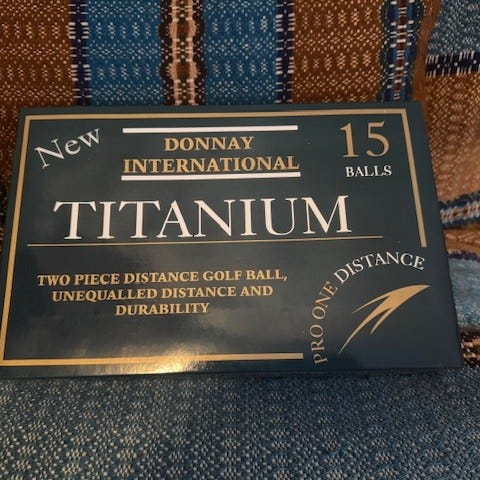 New
DONNAY
INTERNATIONAL
15
BALLS
TITANIUM
TWO PIECE DISTANCE GOLF BALL,
UNEQUALLED DISTANCE AND
DURABILITY
PRO ONE DISTANCE